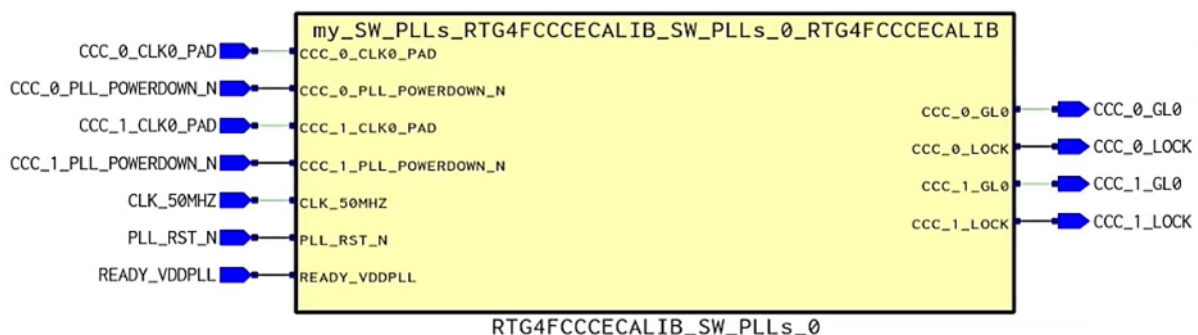 my_SW_PLLs_RTG4FCCCECALIB_SW_PLLs_0_RTG4FCCCECALIB
CCC_0_CLK0_PAD CCC_0_CLK0_PAD
CCC_0_PLL_POWERDOWN_N CCC_0_PLL_POWERDOWN_N
CCC_0_GL0 CCC_0_GL0
CCC_1_CLK0_PAD CCC_1_CLK0_PAD
CCC_0_LOCK CCC_0_LOCK
CCC_1_PLL_POWERDOWN_N CCC_1_PLL_POWERDOWN_N
CCC_1_GL0 CCC_1_GL0
CLK_50MHZ CLK_50MHZ
CCC_1_LOCK CCC_1_LOCK
PLL_RST_N PLL_RST_N
READY_VDDPLL READY_VDDPLL
RTG4FCCCECALIB_SW_PLLs_0